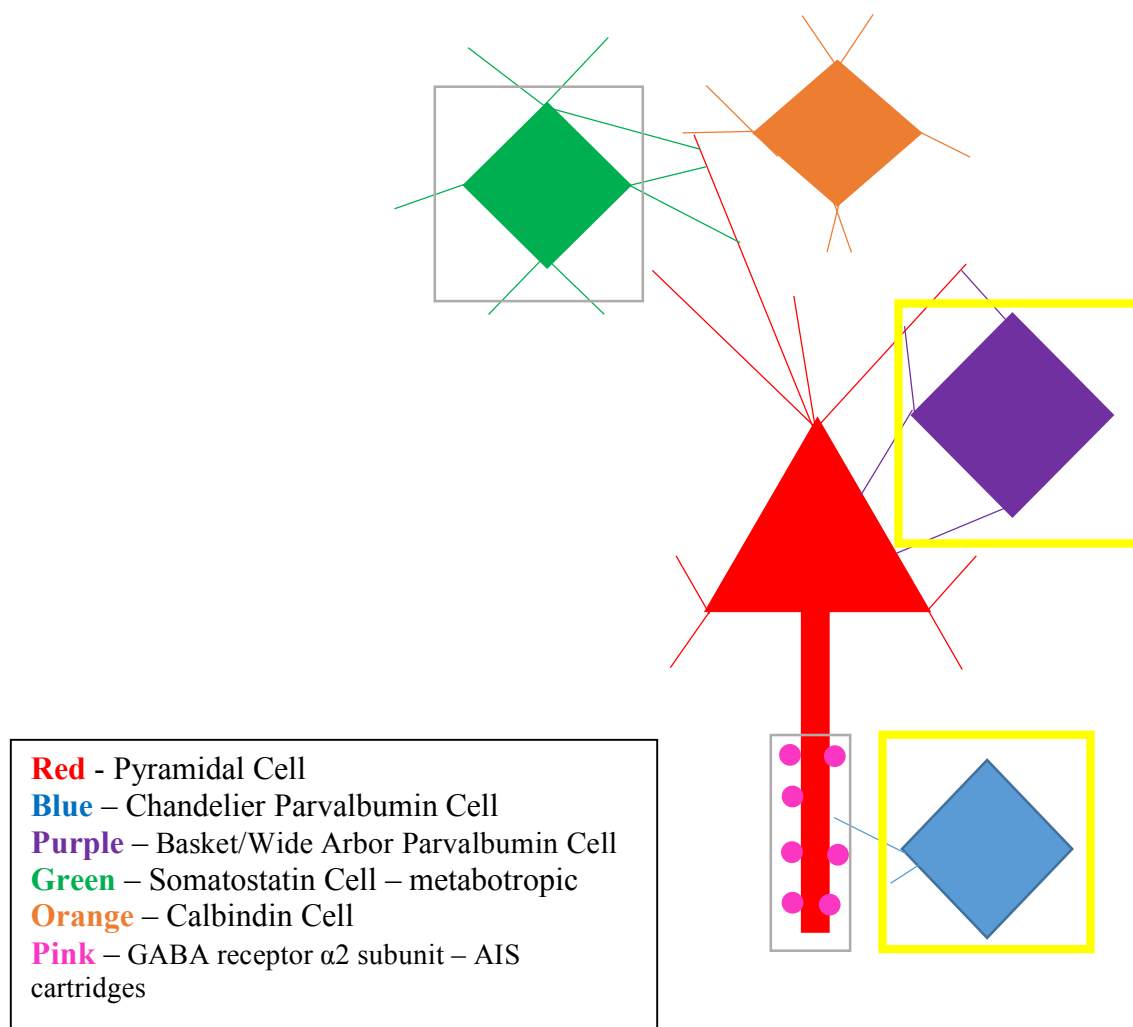 Red - Pyramidal Cell
Blue – Chandelier Parvalbumin Cell
Purple – Basket/Wide Arbor Parvalbumin Cell
Green – Somatostatin Cell – metabotropic
Orange – Calbindin Cell
Pink – GABA receptor α2 subunit – AIS
cartridges